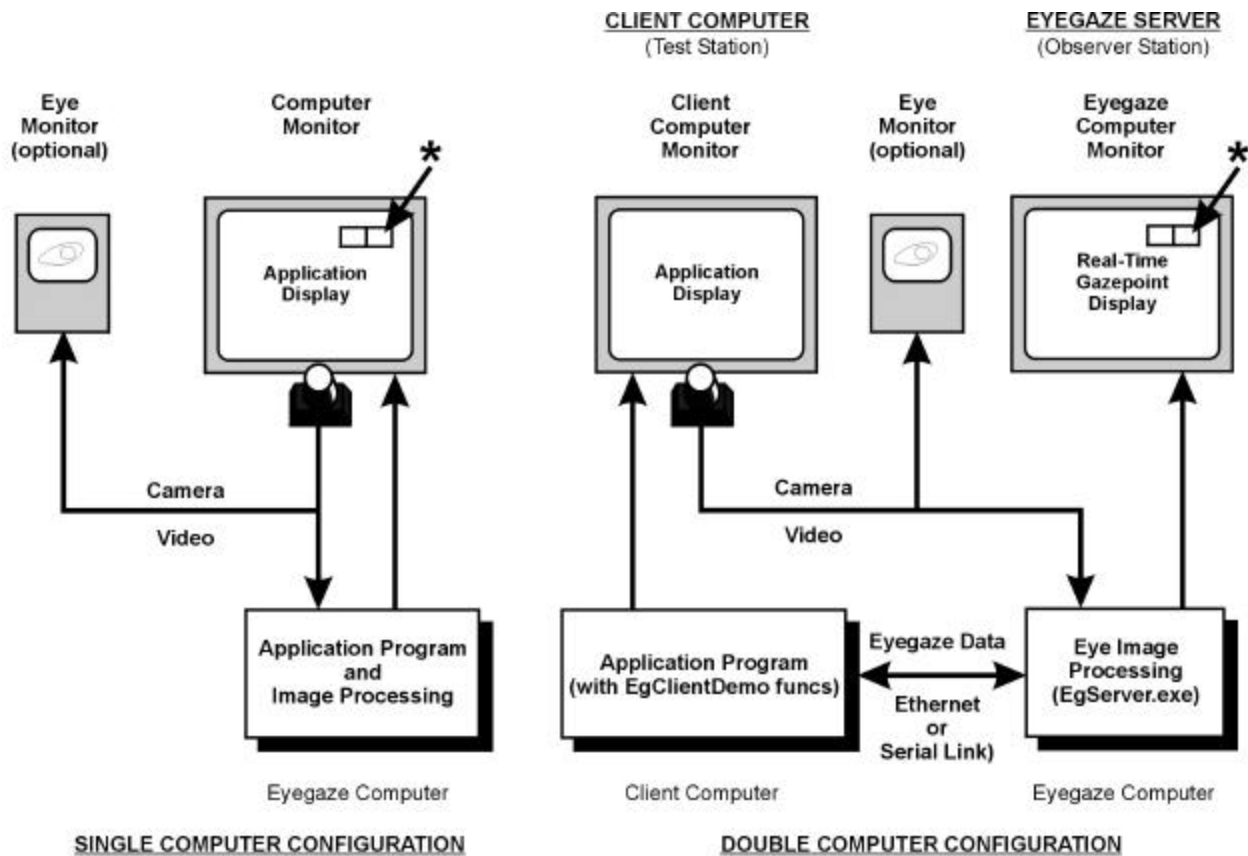 CLIENT COMPUTER
(Test Station)
EYEGAZE SERVER
(Observer Station)
Eye
Monitor
(optional)
Computer
Monitor
*
Client
Computer
Monitor
Eye
Monitor
(optional)
Eyegaze
Computer
Monitor
*
Application
Display
Application
Display
Real-Time
Gazepoint
Display
Camera
Video
Camera
Video
Application Program
and
Image Processing
Application Program
(with EgClientDemo funcs)
Eyegaze Data
Ethernet
or
Serial Link)
Eye Image
Processing
(EgServer.exe)
Eyegaze Computer
Client Computer
Eyegaze Computer
SINGLE COMPUTER CONFIGURATION
DOUBLE COMPUTER CONFIGURATION